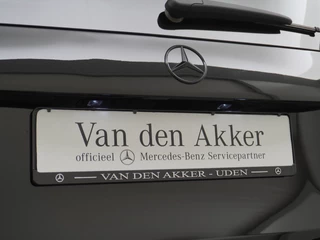 Van den Akker
officieel Mercedes-Benz Servicepartner
VAN DEN AKKER - UDEN